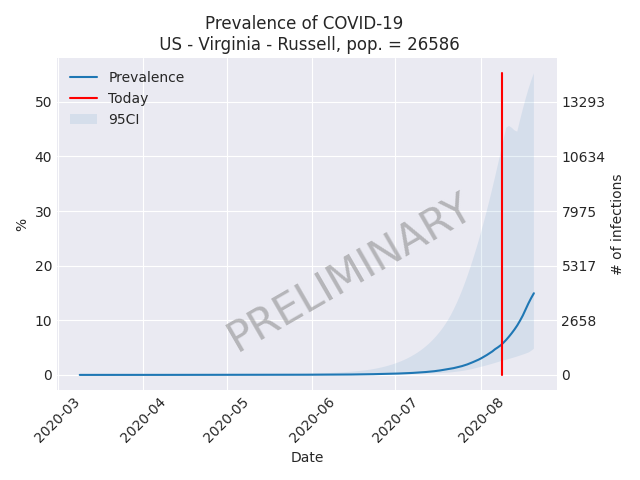 Prevalence of COVID-19
US - Virginia - Russell, pop. = 26586
Prevalence
Today
95CI
50
40
30
20
10
0
%
13293
10634
7975
5317
2658
0
# of infections
PRELIMINARY
2020-03
2020-04
2020-05
2020-06
2020-07
2020-08
Date